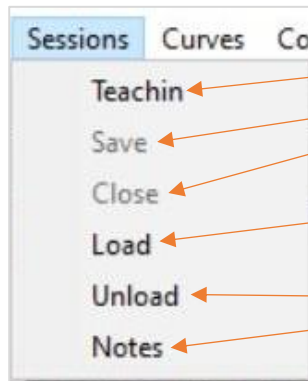 Sessions Curves Co
Teachin
Save
Close
Load
Unload
Notes